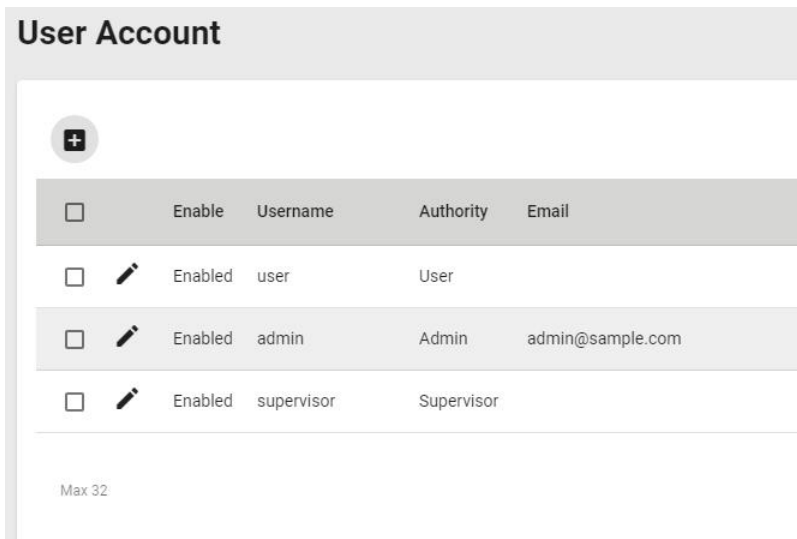 User Account
Enable Username Authority Email
Enabled user User
Enabled admin Admin admin@sample.com
Enabled supervisor Supervisor
Max 32